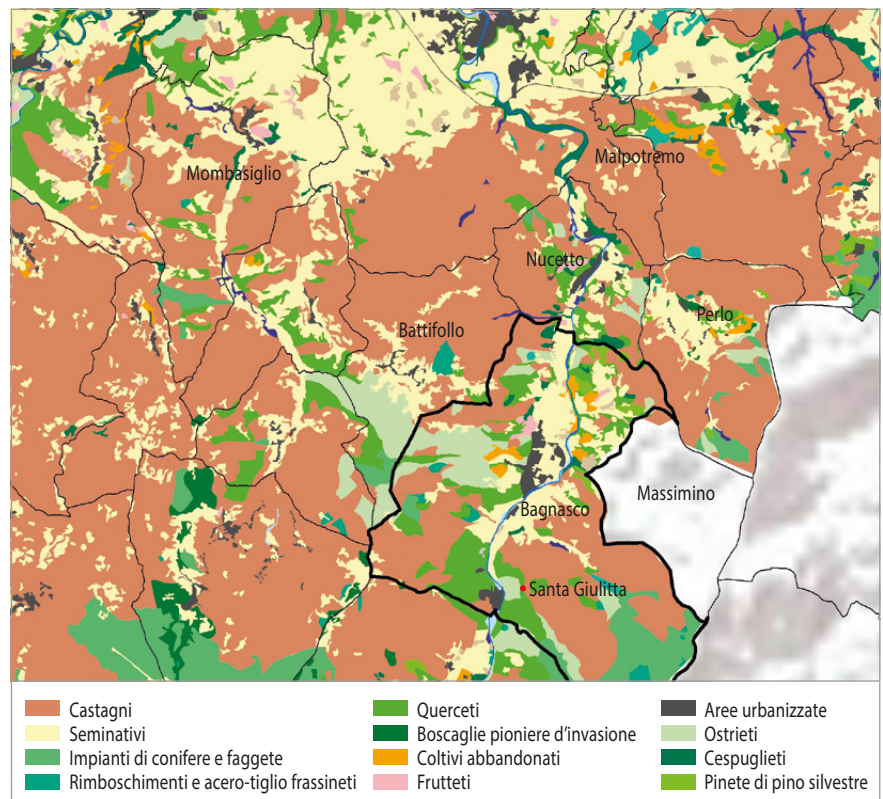 Mombasiglio
Malpotremo
Nucetto
Perlo
Battifollo
Massimino
Bagnasco
Santa Giulitta
Castagni
Seminativi
Impianti di conifere e faggete
Rimboschimenti e acero-tiglio frassineti
Querceti
Boscaglie pioniere d'invasione
Coltivi abbandonati
Frutteti
Aree urbanizzate
Ostrieti
Cespuglieti
Pinete di pino silvestre